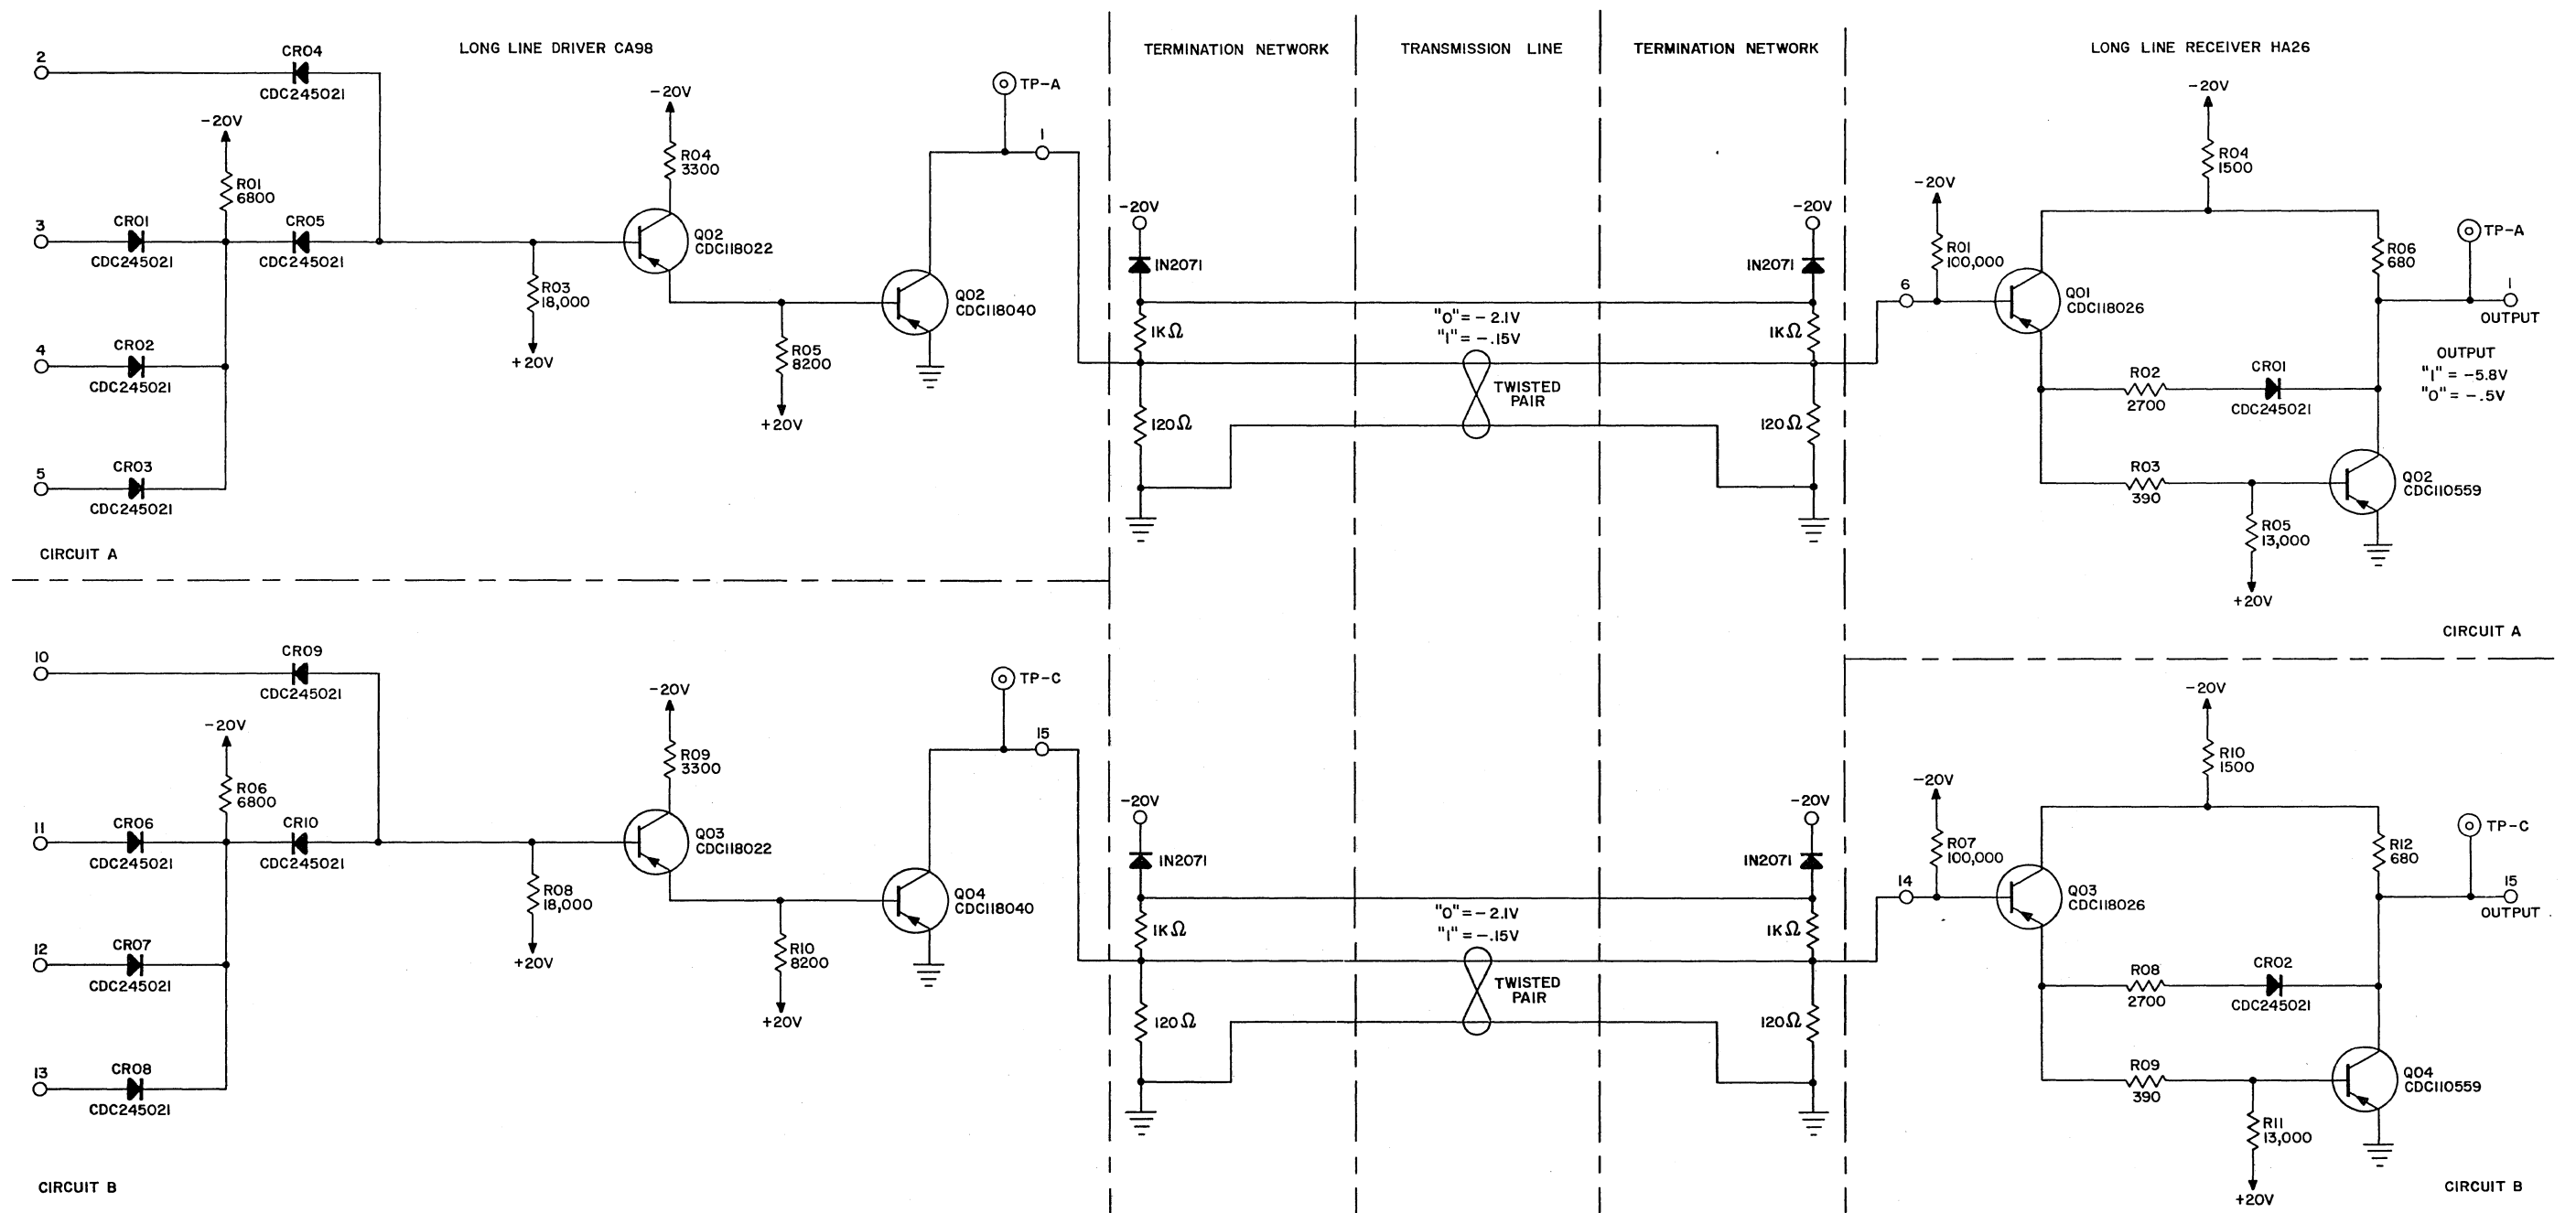 LONG LINE DRIVER CA98
2
CR04
CDC245021
-20V
R01
6800
3
CR01
CDC245021
CR05
CDC245021
4
CR02
CDC245021
5
CR03
CDC245021
R03
18,000
+20V
-20V
R04
3300
Q02
CDC118022
R05
8200
+20V
Q02
CDC118040
TP-A
1
CIRCUIT A
10
CR09
CDC245021
-20V
R06
6800
11
CR06
CDC245021
CR10
CDC245021
12
CR07
CDC245021
13
CR08
CDC245021
R08
18,000
+20V
-20V
R09
3300
Q03
CDC118022
R10
8200
+20V
Q04
CDC118040
TP-C
15
CIRCUIT B
TERMINATION NETWORK
TRANSMISSION LINE
TERMINATION NETWORK
-20V
1N2071
1KΩ
120Ω
"0" = -2.1V
"1" = -.15V
TWISTED
PAIR
-20V
1N2071
1KΩ
120Ω
-20V
1N2071
1KΩ
120Ω
"0" = -2.1V
"1" = -.15V
TWISTED
PAIR
-20V
1N2071
1KΩ
120Ω
LONG LINE RECEIVER HA26
-20V
R04
1500
-20V
R01
100,000
6
Q01
CDC118026
R06
680
TP-A
1
OUTPUT
OUTPUT
"1" = -5.8V
"0" = -.5V
R02
2700
CR01
CDC245021
R03
390
Q02
CDC110559
R05
13,000
+20V
CIRCUIT A
-20V
R10
1500
-20V
R07
100,000
14
Q03
CDC118026
R12
680
TP-C
15
OUTPUT
R08
2700
CR02
CDC245021
R09
390
Q04
CDC110559
R11
13,000
+20V
CIRCUIT B